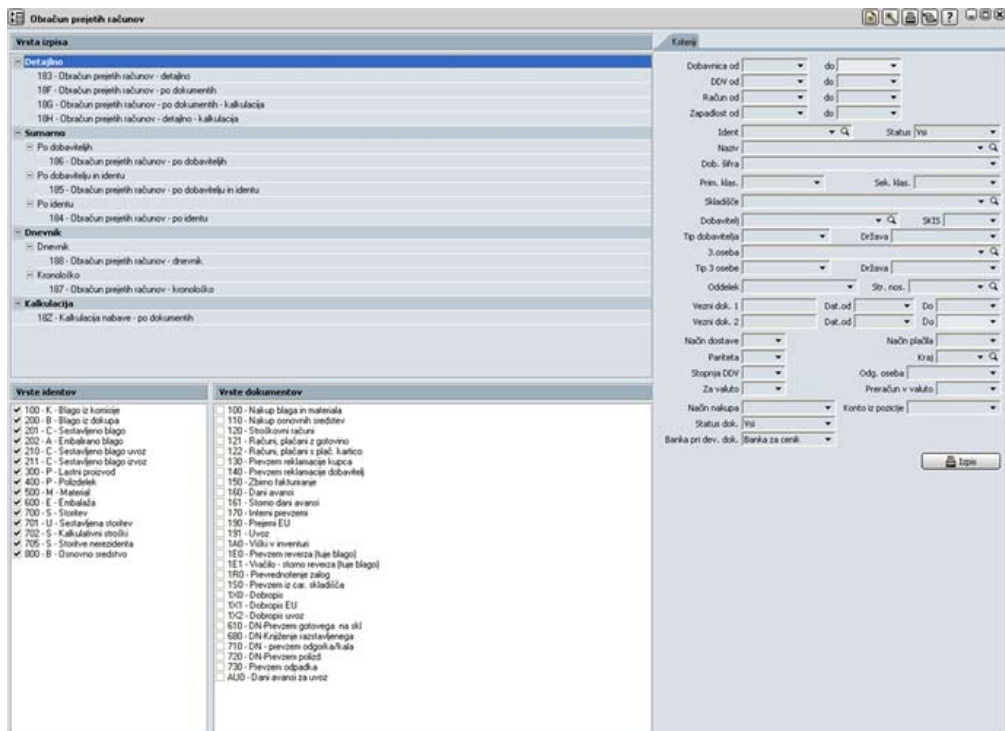 Obračun prejetih računov
Vrsta izpisa
Detajlno
183 - Obračun prejetih računov - detajlno
18F - Obračun prejetih računov - po dokumentih
18G - Obračun prejetih računov - po dokumentih - kalkulacija
18H - Obračun prejetih računov - detajlno - kalkulacija
Sumarno
Po dobaviteljih
186 - Obračun prejetih računov - po dobaviteljih
Po dobavitelju in identu
185 - Obračun prejetih računov - po dobavitelju in identu
Po identu
184 - Obračun prejetih računov - po identu
Dnevnik
Dnevnik
188 - Obračun prejetih računov - dnevnik
Kronološko
187 - Obračun prejetih računov - kronološko
Kalkulacija
18Z - Kalkulacija nabave - po dokumentih
Vrste identov
100 - K - Blago iz komisije
200 - B - Blago iz dokupa
201 - C - Sestavljeno blago
202 - A - Embalirano blago
210 - C - Sestavljeno blago uvoz
211 - C - Sestavljeno blago izvoz
300 - P - Lastni proizvod
400 - P - Polizdelek
500 - M - Material
600 - E - Embalaža
700 - S - Storitev
701 - U - Sestavljena storitev
702 - S - Kalkulativni stroški
705 - S - Storitve nerezidenta
800 - B - Osnovno sredstvo
Vrste dokumentov
100 - Nakup blaga in materiala
110 - Nakup osnovnih sredstev
120 - Stroškovni računi
121 - Računi, plačani z gotovino
122 - Računi, plačani s plač. kartico
130 - Prevzem reklamacije kupca
140 - Prevzem reklamacije dobavitelj
150 - Zbirno fakturiranje
160 - Dani avansi
161 - Storno dani avansi
170 - Interni prevzemi
190 - Prejemi EU
191 - Uvoz
1A0 - Viški v inventuri
1E0 - Prevzem reverza (tuje blago)
1E1 - Vračilo - storno reverza (tuje blago)
1R0 - Prevrednotenje zalog
1S0 - Prevzem iz car. skladišča
1X0 - Dobropis
1X1 - Dobropis EU
1X2 - Dobropis uvoz
610 - DN-Prevzem gotovega na skl
680 - DN-Knjiženje razstavljenega
710 - DN - prevzem odgorka/kala
720 - DN-Prevzem polizd.
730 - Prevzem odpadka
AU0 - Dani avansi za uvoz
Kriteriji
Dobavnica od do
DDV od do
Račun od do
Zapadlost od do
Ident Status Vsi
Naziv
Dob. šifra
Prim. klas. Sek. klas.
Skladišče
Dobavitelj SKIS
Tip dobavitelja Država
3.oseba
Tip 3 osebe Država
Oddelek Str. nos.
Vezni dok. 1 Dat.od Do
Vezni dok. 2 Dat.od Do
Način dostave Način plačila
Pariteta Kraj
Stopnja DDV Odg. oseba
Za valuto Preračun v valuto
Način nakupa Konto iz pozicije
Status dok. Vsi
Banka pri dev. dok. Banka za cenik
Izpis